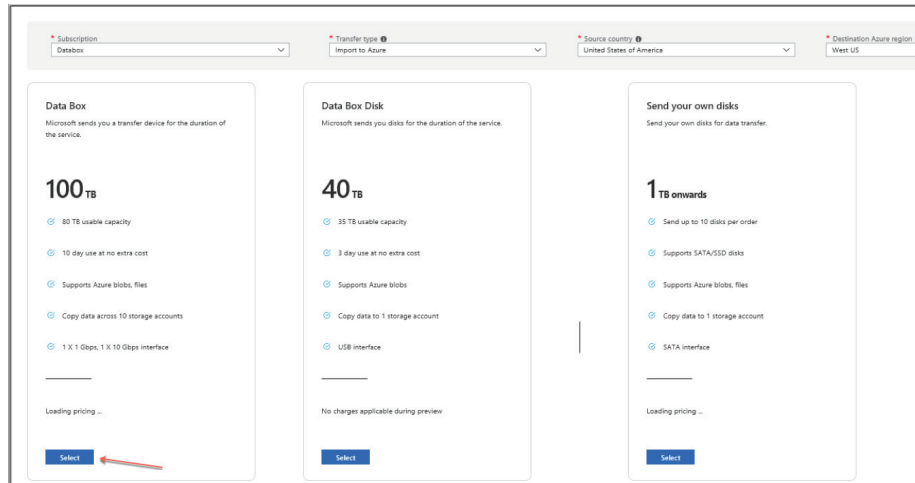 * Subscription
Databox
* Transfer type
Import to Azure
* Source country
United States of America
* Destination Azure region
West US
Data Box
Microsoft sends you a transfer device for the duration of
the service.
100 TB
80 TB usable capacity
10 day use at no extra cost
Supports Azure blobs, files
Copy data across 10 storage accounts
1 X 1 Gbps, 1 X 10 Gbps interface
Loading pricing ...
Select
Data Box Disk
Microsoft sends you disks for the duration of the service.
40 TB
35 TB usable capacity
3 day use at no extra cost
Supports Azure blobs
Copy data to 1 storage account
USB interface
No charges applicable during preview
Select
Send your own disks
Send your own disks for data transfer.
1 TB onwards
Send up to 10 disks per order
Supports SATA/SSD disks
Supports Azure blobs, files
Copy data to 1 storage account
SATA interface
Loading pricing ...
Select